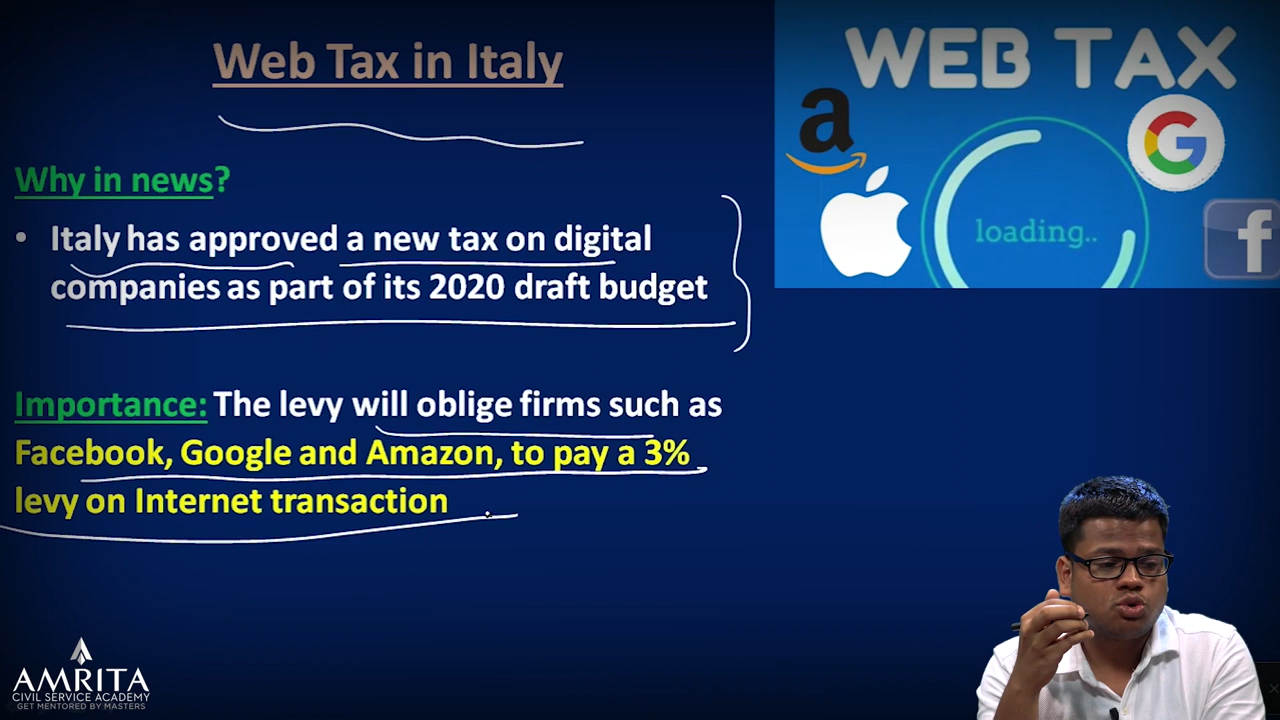 Web Tax in Italy
WEB TAX
a
G
loading..
f
Why in news?
• Italy has approved a new tax on digital
companies as part of its 2020 draft budget
Importance: The levy will oblige firms such as
Facebook, Google and Amazon, to pay a 3%
levy on Internet transaction
AMRITA
CIVIL SERVICE ACADEMY
GET MENTORED BY MASTERS